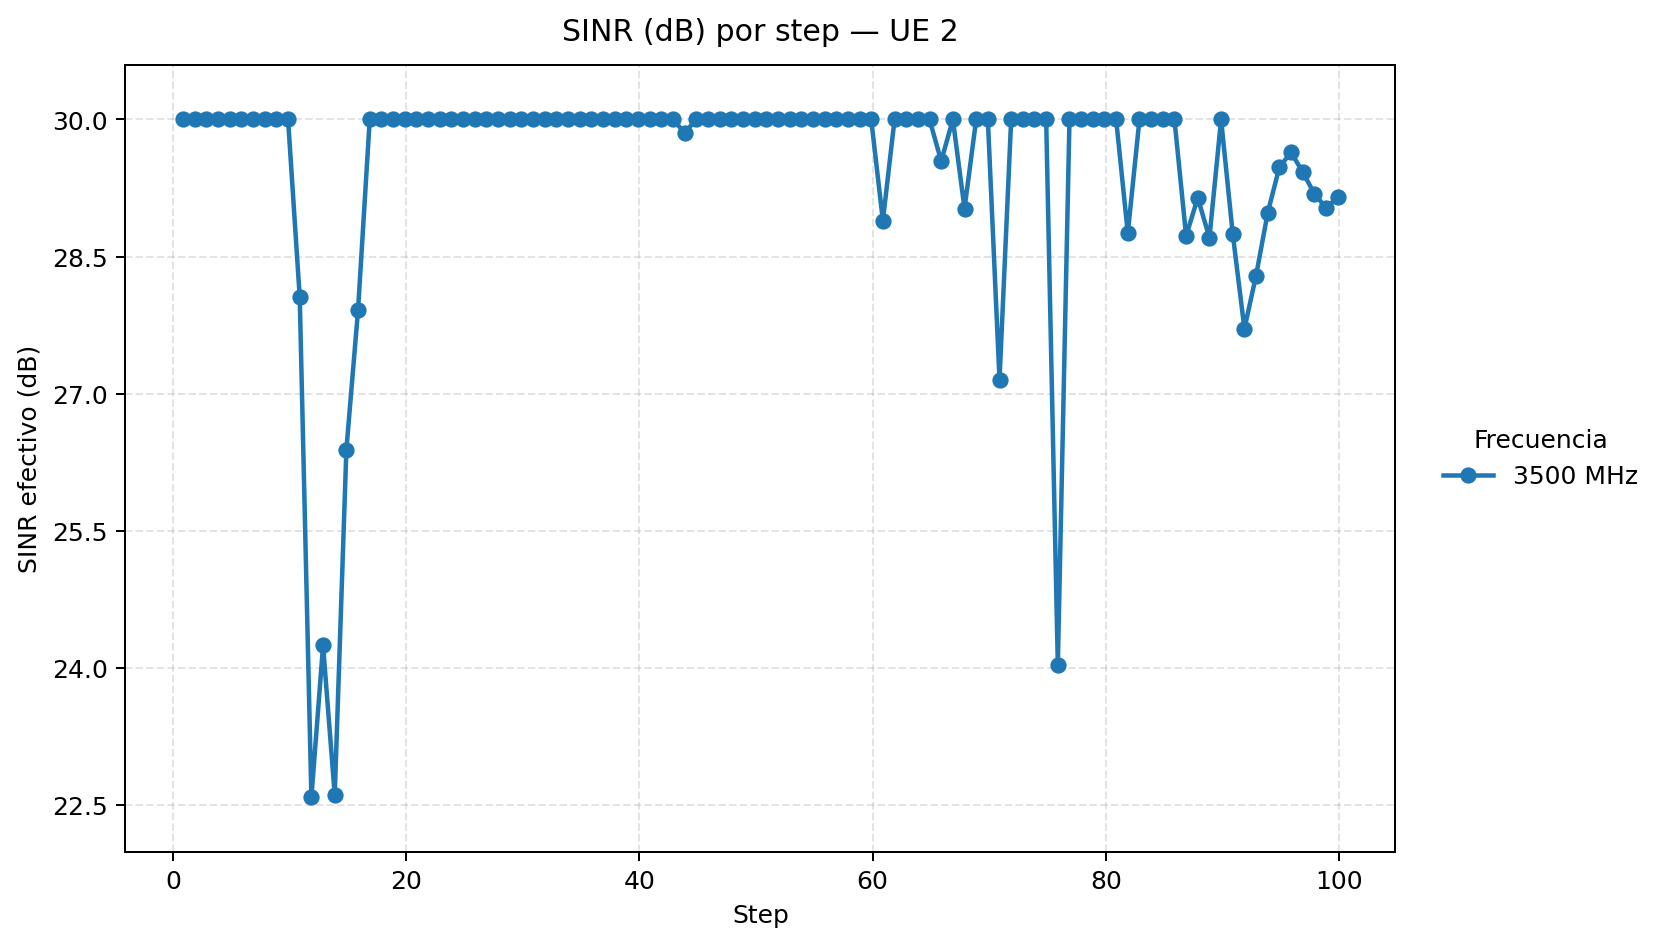 SINR (dB) por step — UE 2
SINR efectivo (dB)
30.0
28.5
27.0
25.5
24.0
22.5
0 20 40 60 80 100
Step
Frecuencia
3500 MHz